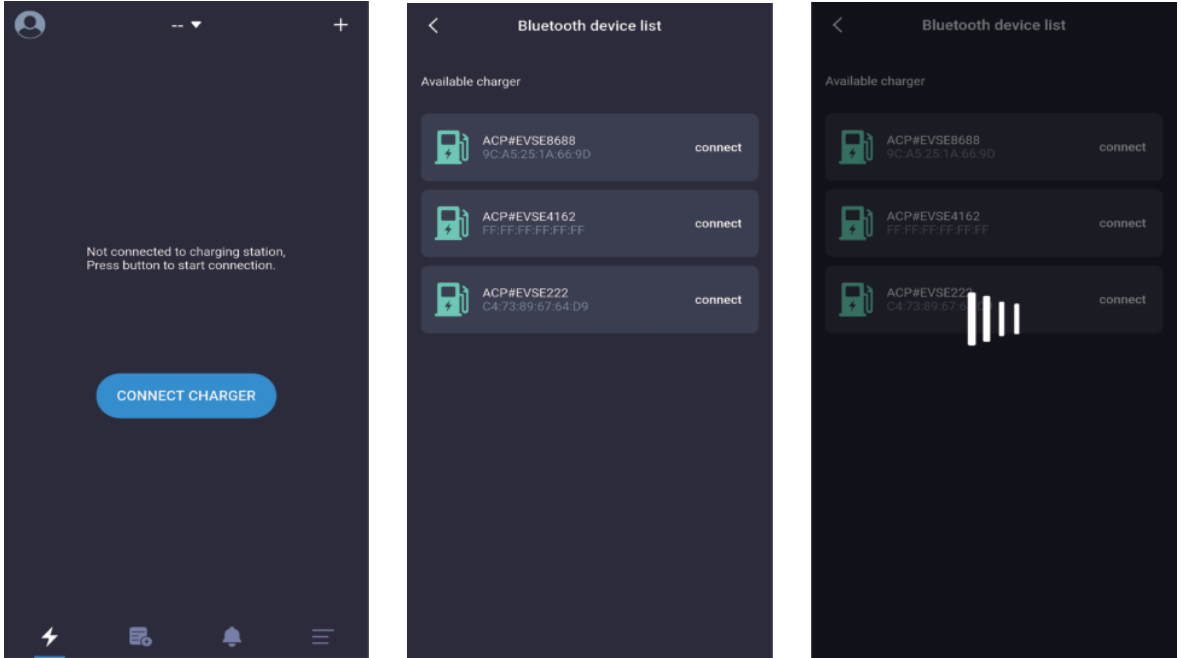 --
Not connected to charging station,
Press button to start connection.
CONNECT CHARGER
Bluetooth device list
Available charger
ACP#EVSE8688
9C:A5:25:1A:66:9D
connect
ACP#EVSE4162
FF:FF:FF:FF:FF:FF
connect
ACP#EVSE222
C4:73:89:67:64:D9
connect
Bluetooth device list
Available charger
ACP#EVSE8688
9C:A5:25:1A:66:9D
connect
ACP#EVSE4162
FF:FF:FF:FF:FF:FF
connect
ACP#EVSE222
connect